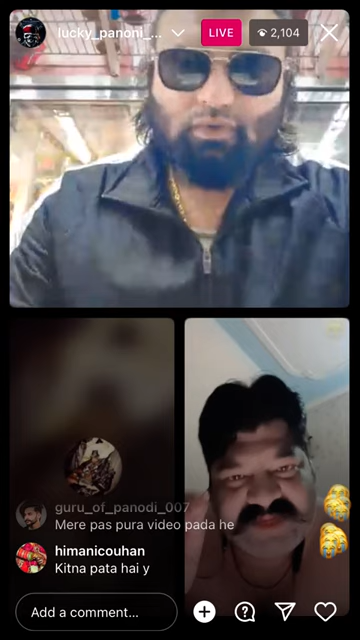 lucky_panoni_...
LIVE
2,104
guru_of_panodi_007
Mere pas pura video pada he
himanicouhan
Kitna pata hai y
Add a comment...